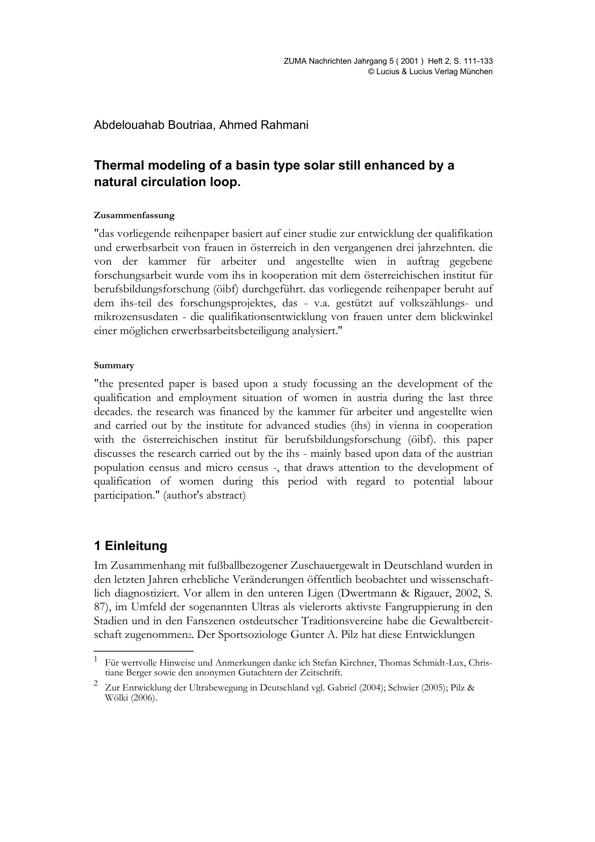 ZUMA Nachrichten Jahrgang 5 ( 2001 ) Heft 2, S. 111-133
© Lucius & Lucius Verlag München
Abdelouahab Boutriaa, Ahmed Rahmani
Thermal modeling of a basin type solar still enhanced by a
natural circulation loop.
Zusammenfassung
"das vorliegende reihenpaper basiert auf einer studie zur entwicklung der qualifikation
und erwerbsarbeit von frauen in österreich in den vergangenen drei jahrzehnten. die
von der kammer für arbeiter und angestellte wien in auftrag gegebene
forschungsarbeit wurde vom ihs in kooperation mit dem österreichischen institut für
berufsbildungsforschung (öibf) durchgeführt. das vorliegende reihenpaper beruht auf
dem ihs-teil des forschungsprojektes, das - v.a. gestützt auf volkszählungs- und
mikrozensusdaten - die qualifikationsentwicklung von frauen unter dem blickwinkel
einer möglichen erwerbsarbeitsbeteiligung analysiert."
Summary
"the presented paper is based upon a study focussing an the development of the
qualification and employment situation of women in austria during the last three
decades. the research was financed by the kammer für arbeiter und angestellte wien
and carried out by the institute for advanced studies (ihs) in vienna in cooperation
with the österreichischen institut für berufsbildungsforschung (öibf). this paper
discusses the research carried out by the ihs - mainly based upon data of the austrian
population census and micro census -, that draws attention to the development of
qualification of women during this period with regard to potential labour
participation." (author's abstract)
1 Einleitung
Im Zusammenhang mit fußballbezogener Zuschauergewalt in Deutschland wurden in
den letzten Jahren erhebliche Veränderungen öffentlich beobachtet und wissenschaft-
lich diagnostiziert. Vor allem in den unteren Ligen (Dwertmann & Rigauer, 2002, S.
87), im Umfeld der sogenannten Ultras als vielerorts aktivste Fangruppierung in den
Stadien und in den Fanszenen ostdeutscher Traditionsvereine habe die Gewaltbereit-
schaft zugenommen2. Der Sportsoziologe Gunter A. Pilz hat diese Entwicklungen
1 Für wertvolle Hinweise und Anmerkungen danke ich Stefan Kirchner, Thomas Schmidt-Lux, Chris-
tiane Berger sowie den anonymen Gutachtern der Zeitschrift.
2 Zur Entwicklung der Ultrabewegung in Deutschland vgl. Gabriel (2004); Schwier (2005); Pilz &
Wölki (2006).